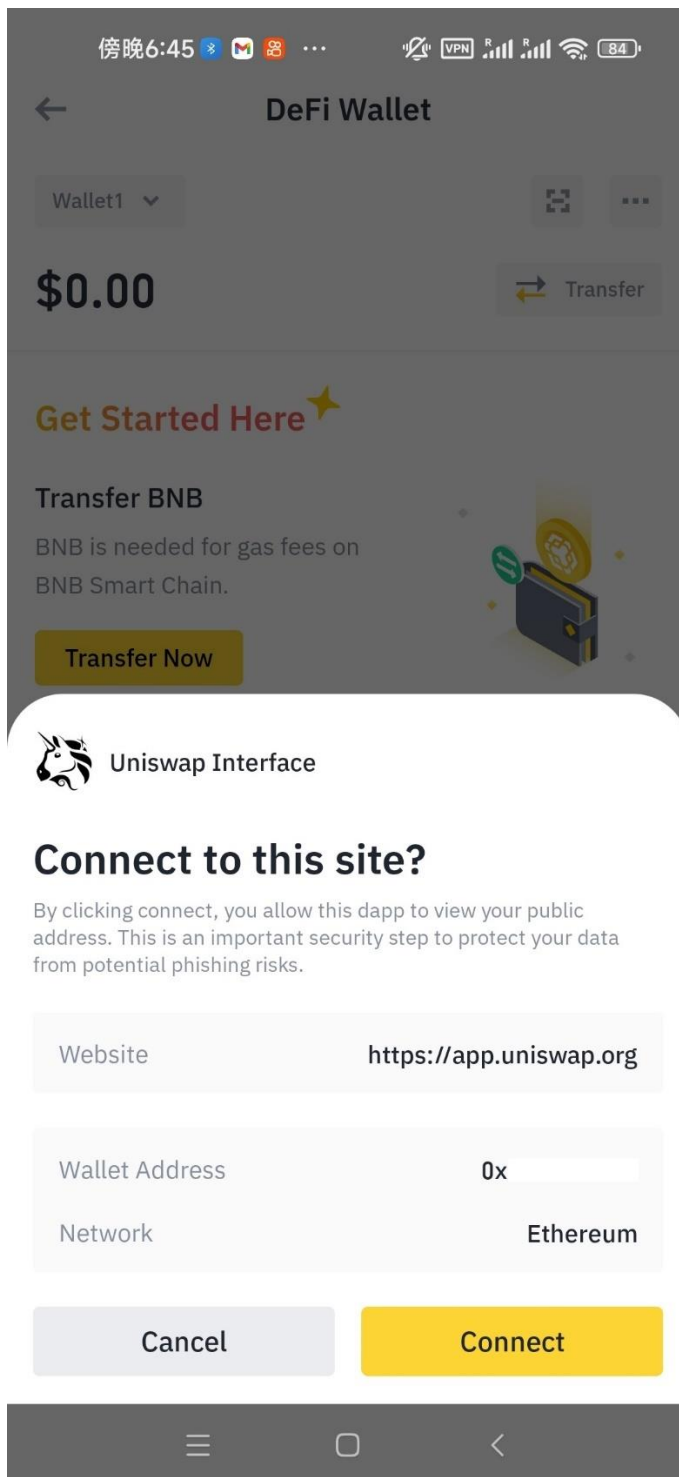 傍晚6:45
VPN R R 84
DeFi Wallet
Wallet1
$0.00
Transfer
Get Started Here
Transfer BNB
BNB is needed for gas fees on
BNB Smart Chain.
Transfer Now
Uniswap Interface
Connect to this site?
By clicking connect, you allow this dapp to view your public
address. This is an important security step to protect your data
from potential phishing risks.
Website https://app.uniswap.org
Wallet Address 0x
Network Ethereum
Cancel Connect